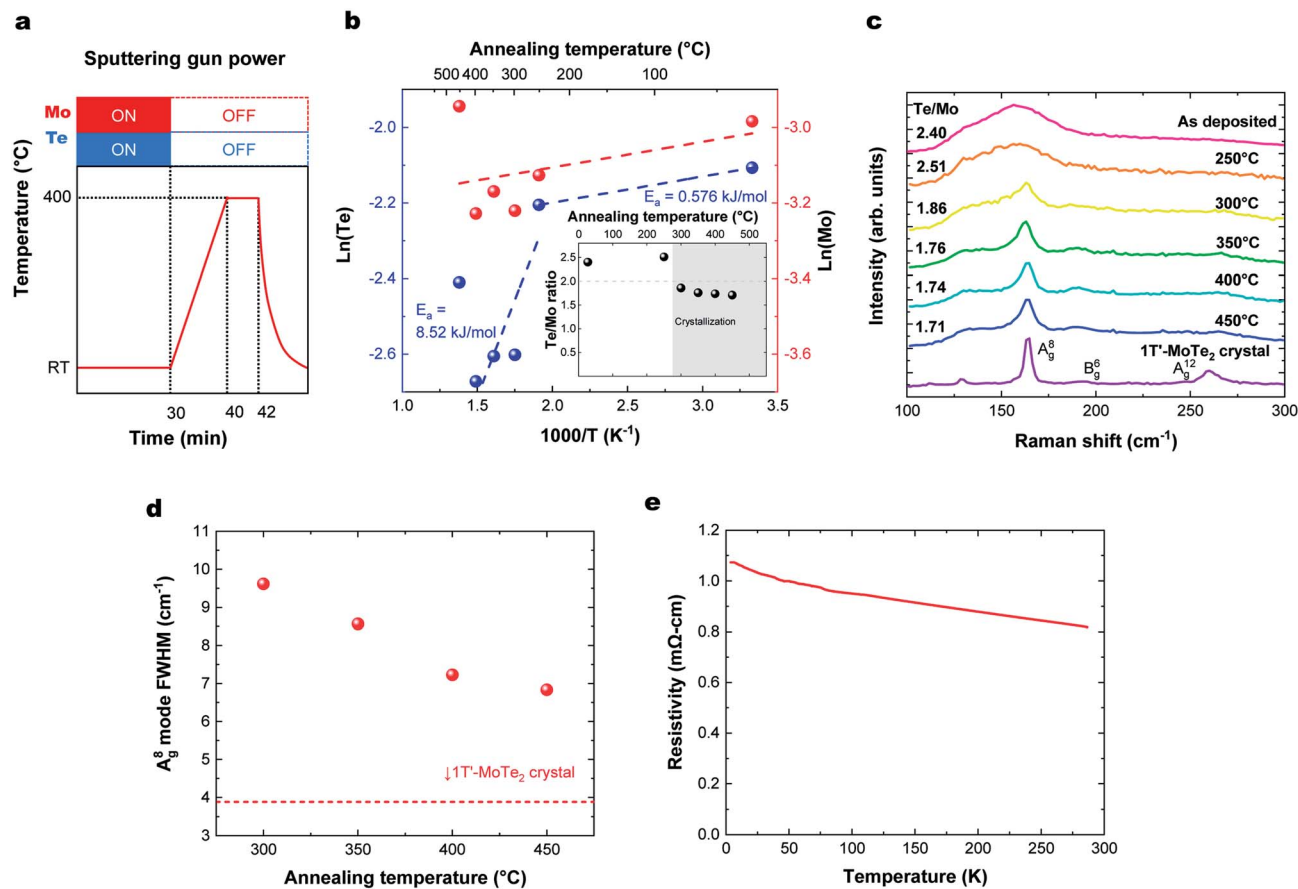 a
Sputtering gun power
Mo ON OFF
Te ON OFF
Temperature (°C)
400
RT
30 40 42
Time (min)
b
Annealing temperature (°C)
500 400 300 200 100
Ln(Te)
-2.0
-2.2
-2.4
-2.6
Ln(Mo)
-3.0
-3.2
-3.4
-3.6
Eₐ = 0.576 kJ/mol
Eₐ =
8.52 kJ/mol
Annealing temperature (°C)
0 100 200 300 400 500
Te/Mo ratio
2.5
2.0
1.5
1.0
0.5
Crystallization
1.0 1.5 2.0 2.5 3.0 3.5
1000/T (K⁻¹)
c
Intensity (arb. units)
Te/Mo
2.40 As deposited
2.51 250°C
1.86 300°C
1.76 350°C
1.74 400°C
1.71 450°C
1T'-MoTe₂ crystal
A⁸g B⁶g A¹²g
100 150 200 250 300
Raman shift (cm⁻¹)
d
A⁸g mode FWHM (cm⁻¹)
11
10
9
8
7
6
5
4
3
↓1T'-MoTe₂ crystal
300 350 400 450
Annealing temperature (°C)
e
Resistivity (mΩ-cm)
1.2
1.0
0.8
0.6
0.4
0.2
0.0
0 50 100 150 200 250 300
Temperature (K)